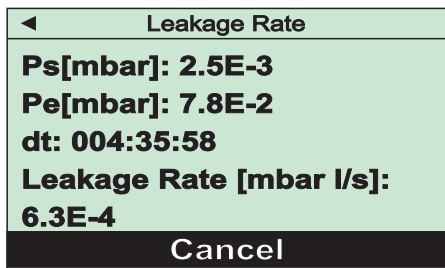 ◄ Leakage Rate
Ps[mbar]: 2.5E-3
Pe[mbar]: 7.8E-2
dt: 004:35:58
Leakage Rate [mbar l/s]:
6.3E-4
Cancel